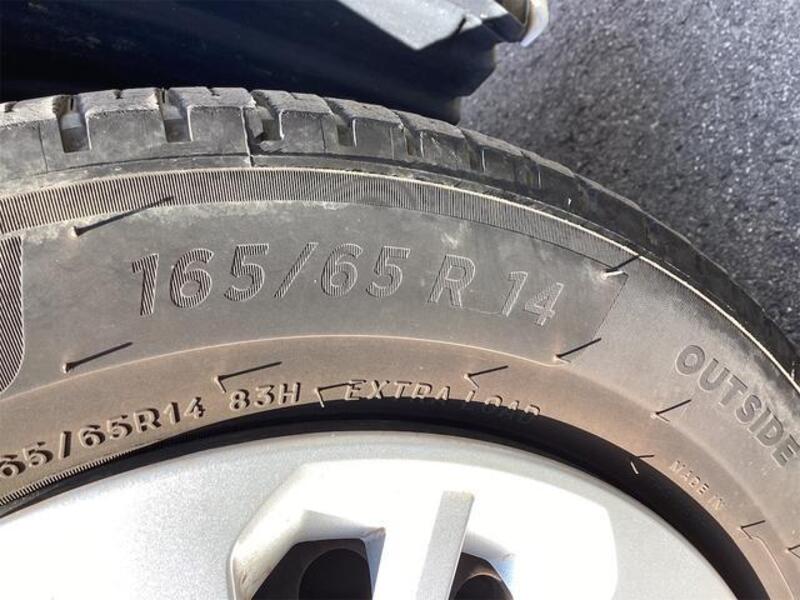 165/65 R 14
65/65R14 83H EXTRA LOAD
OUTSIDE
MADE IN